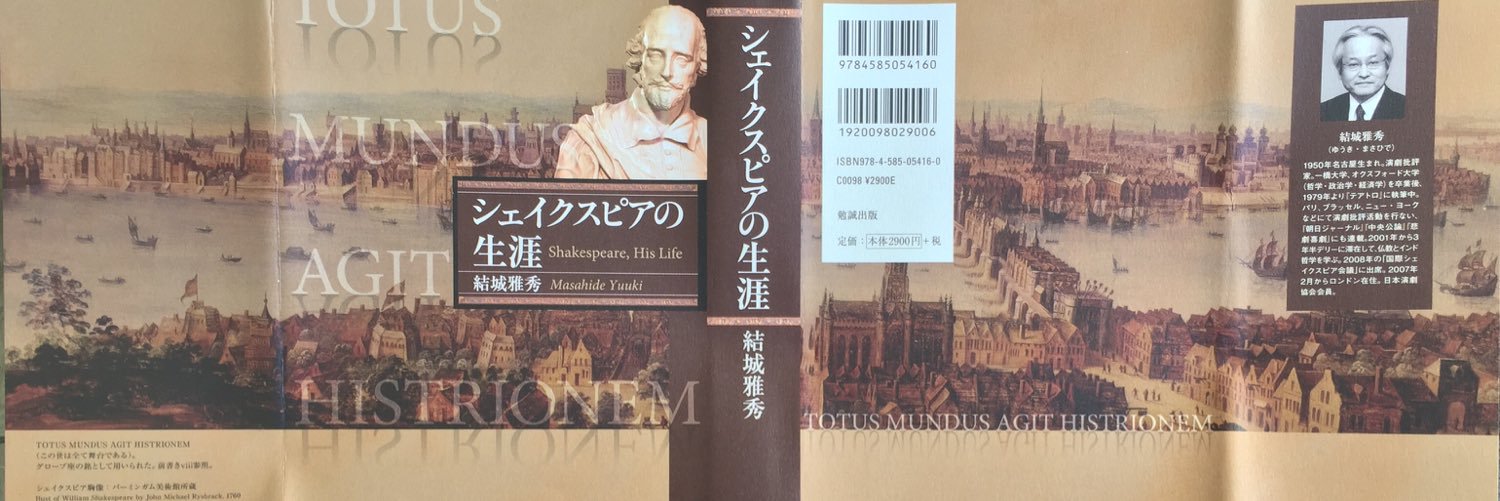 TOTUS
MUNDUS
AGIT
HISTRIONEM
シェイクスピアの
生涯 Shakespeare, His Life
結城雅秀 Masahide Yuuki
TOTUS MUNDUS AGIT HISTRIONEM
(この世は全て舞台である)。
グローブ座の銘として用いられた。前書きviii参照。
シェイクスピア胸像：バーミンガム美術館所蔵
Bust of William Shakespeare by John Michael Rysbrack, 1760
シェイクスピアの生涯
結城雅秀
9784585054160
1920098029006
ISBN978-4-585-05416-0
C0098 ¥2900E
勉誠出版
定価：本体2900円+税
TOTUS MUNDUS AGIT HISTRIONEM
結城雅秀
(ゆうき・まさひで)
1950年名古屋生まれ。演劇批評
家。一橋大学、オクスフォード大学
(哲学・政治学・経済学)を卒業後、
1979年より『テアトロ』に執筆中。
パリ、ブラッセル、ニュー・ヨーク
などにて演劇批評活動を行ない、
『朝日ジャーナル』『中央公論』『悲
劇喜劇』にも連載。2001年から3
年半デリーに滞在して、仏教とインド
哲学を学ぶ。2008年の「国際シェ
イクスピア会議」に出席。2007年
2月からロンドン在住。日本演劇
協会会員。